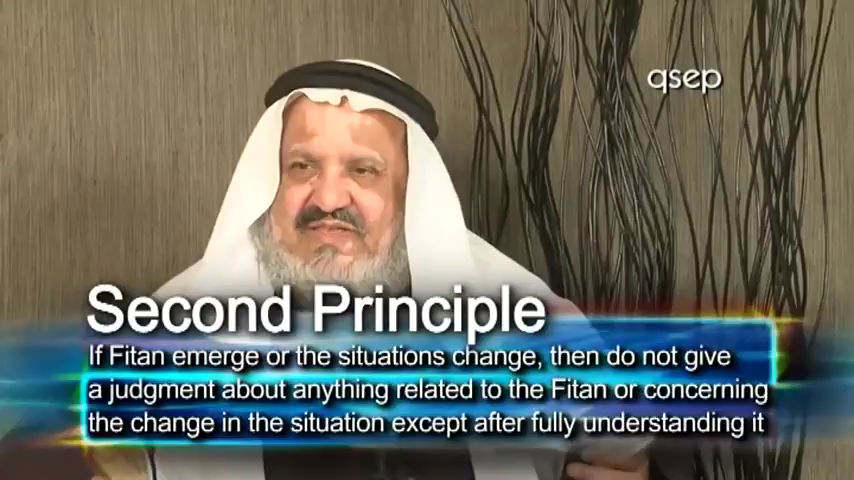 qsep
Second Principle
If Fitan emerge or the situations change, then do not give
a judgment about anything related to the Fitan or concerning
the change in the situation except after fully understanding it